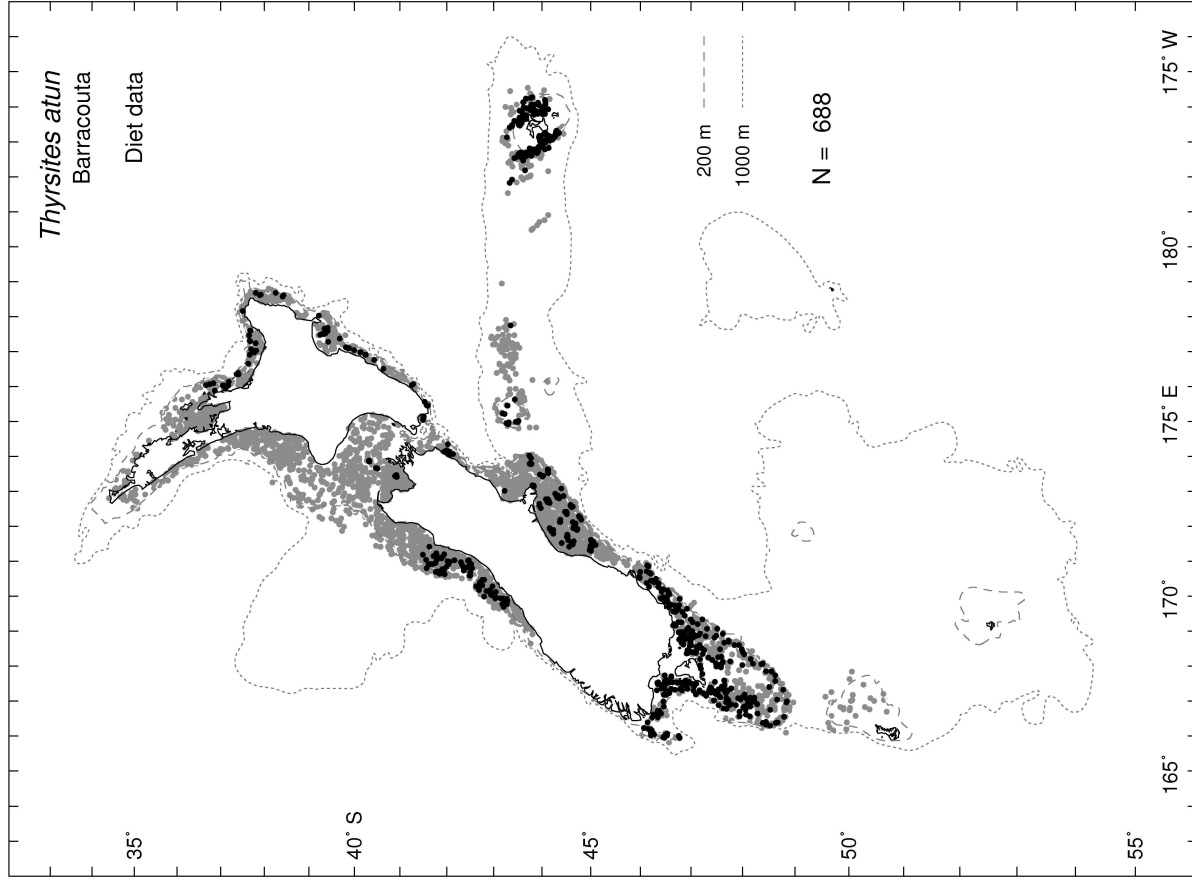 Thyrsites atun
Barracouta
Diet data
200 m
1000 m
N = 688
35°
40° S
45°
50°
55°
165°
170°
175° E
180°
175° W